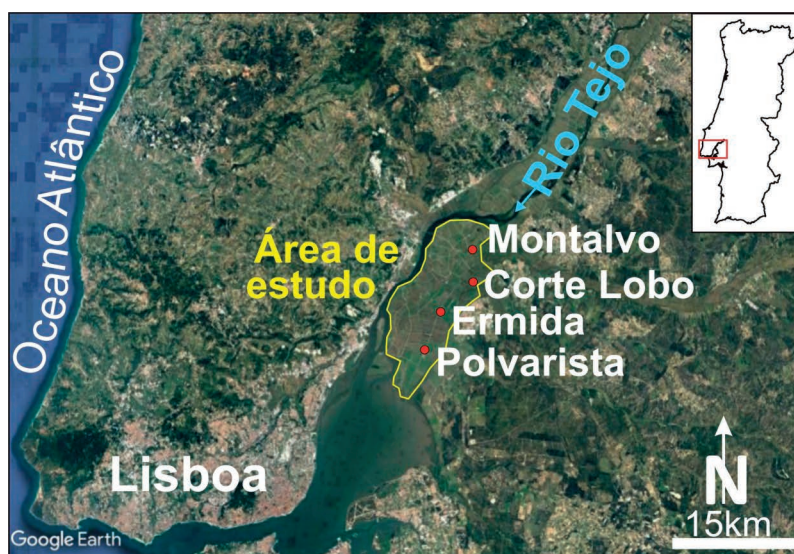 Oceano Atlântico
Rio Tejo
Área de
estudo
Montalvo
Corte Lobo
Ermida
Polvarista
Lisboa
N
15km
Google Earth